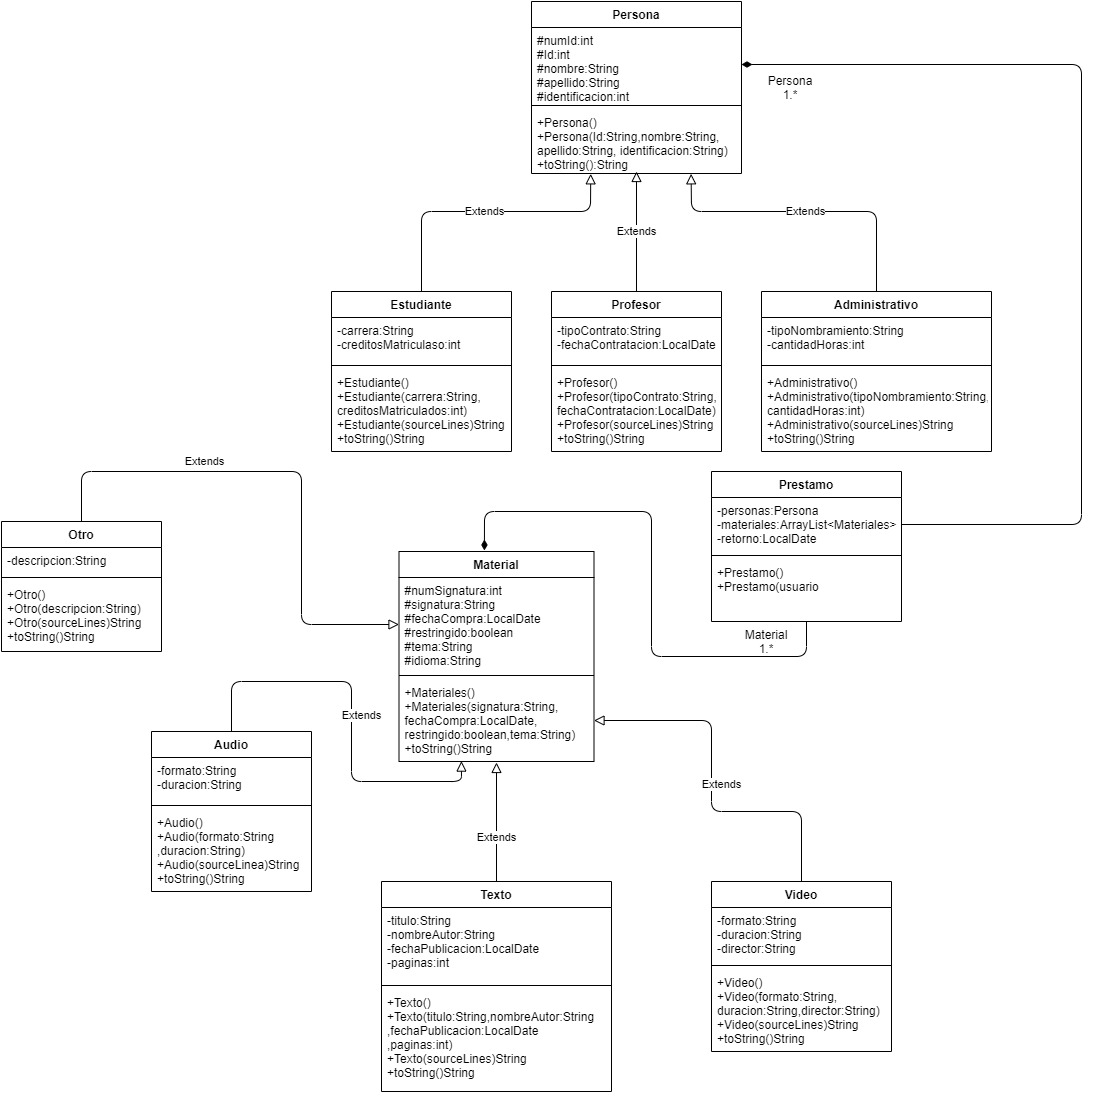 Persona
#numId:int
#Id:int
#nombre:String
#apellido:String
#identificacion:int
+Persona()
+Persona(Id:String,nombre:String,
apellido:String, identificacion:String)
+toString():String
Persona
1.*
Extends
Extends
Extends
Estudiante
-carrera:String
-creditosMatriculaso:int
+Estudiante()
+Estudiante(carrera:String,
creditosMatriculados:int)
+Estudiante(sourceLines)String
+toString()String
Profesor
-tipoContrato:String
-fechaContratacion:LocalDate
+Profesor()
+Profesor(tipoContrato:String,
fechaContratacion:LocalDate)
+Profesor(sourceLines)String
+toString()String
Administrativo
-tipoNombramiento:String
-cantidadHoras:int
+Administrativo()
+Administrativo(tipoNombramiento:String,
cantidadHoras:int)
+Administrativo(sourceLines)String
+toString()String
Extends
Otro
-descripcion:String
+Otro()
+Otro(descripcion:String)
+Otro(sourceLines)String
+toString()String
Prestamo
-personas:Persona
-materiales:ArrayList<Materiales>
-retorno:LocalDate
+Prestamo()
+Prestamo(usuario
Material
1.*
Material
#numSignatura:int
#signatura:String
#fechaCompra:LocalDate
#restringido:boolean
#tema:String
#idioma:String
+Materiales()
+Materiales(signatura:String,
fechaCompra:LocalDate,
restringido:boolean,tema:String)
+toString()String
Extends
Audio
-formato:String
-duracion:String
+Audio()
+Audio(formato:String
,duracion:String)
+Audio(sourceLinea)String
+toString()String
Extends
Extends
Texto
-titulo:String
-nombreAutor:String
-fechaPublicacion:LocalDate
-paginas:int
+Texto()
+Texto(titulo:String,nombreAutor:String
,fechaPublicacion:LocalDate
,paginas:int)
+Texto(sourceLines)String
+toString()String
Video
-formato:String
-duracion:String
-director:String
+Video()
+Video(formato:String,
duracion:String,director:String)
+Video(sourceLines)String
+toString()String